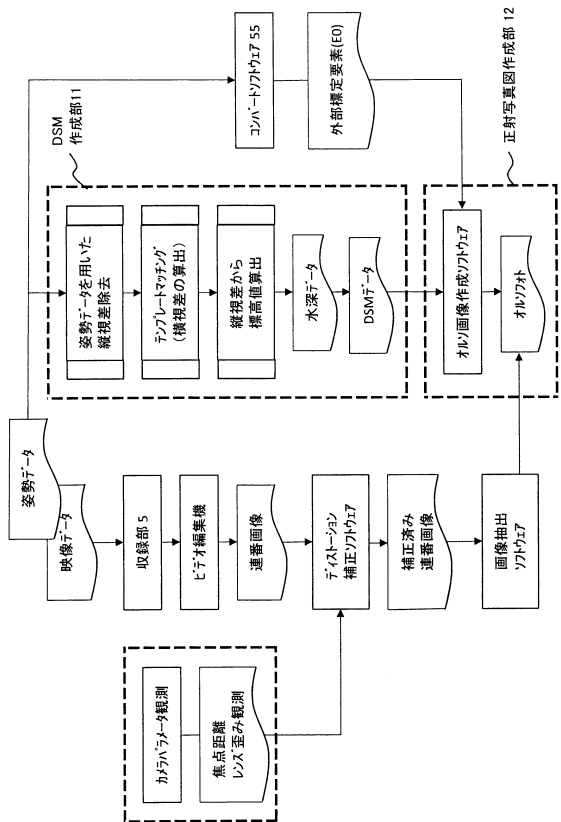 姿勢データ
映像データ
収録部 5
ビデオ編集機
連番画像
ディストーション
補正ソフトウェア
補正済み
連番画像
画像抽出
ソフトウェア
カメラパラメータ観測
焦点距離
レンズ歪み観測
DSM
作成部11
姿勢データを用いた
縦視差除去
テンプレートマッチング
(横視差の算出)
縦視差から
標高値算出
水深データ
DSMデータ
コンバートソフトウェア 55
外部標定要素(EO)
正射写真図作成部 12
オルソ画像作成ソフトウェア
オルソフォト